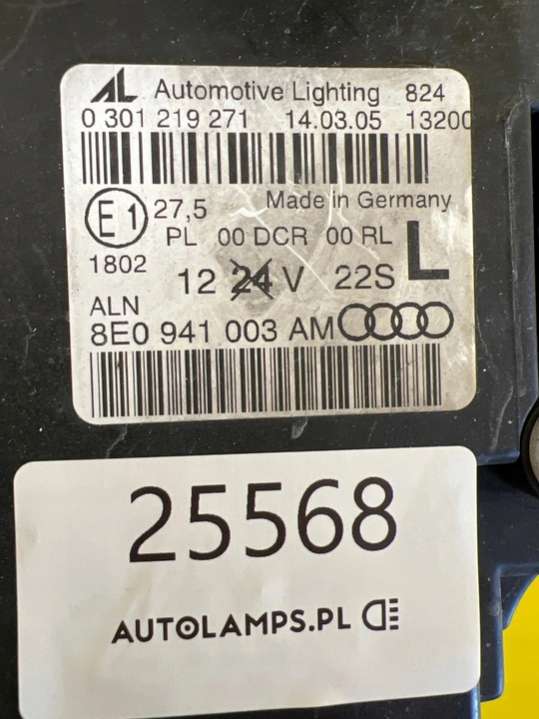 AL Automotive Lighting 824
0 301 219 271 14.03.05 13200
E1 27,5 Made in Germany
PL 00 DCR 00 RL L
1802 12 24 V 22S
ALN
8E0 941 003 AM
25568
AUTOLAMPS.PL